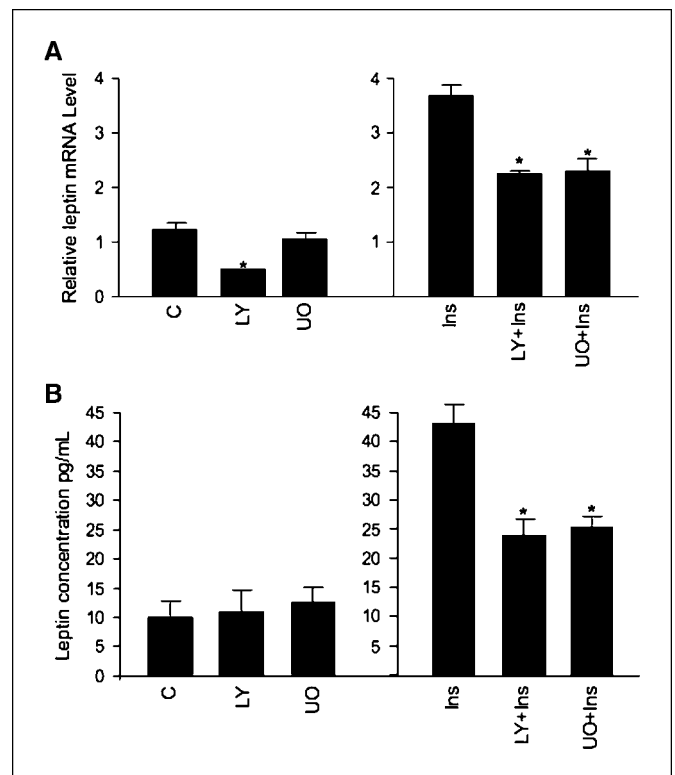 A
Relative leptin mRNA Level
4
3
2
1
0
*
C
LY
UO
4
3
2
1
*
*
Ins
LY+Ins
UO+Ins
B
Leptin concentration pg/mL
45
40
35
30
25
20
15
10
5
0
C
LY
UO
45
40
35
30
25
20
15
10
5
*
*
Ins
LY+Ins
UO+Ins